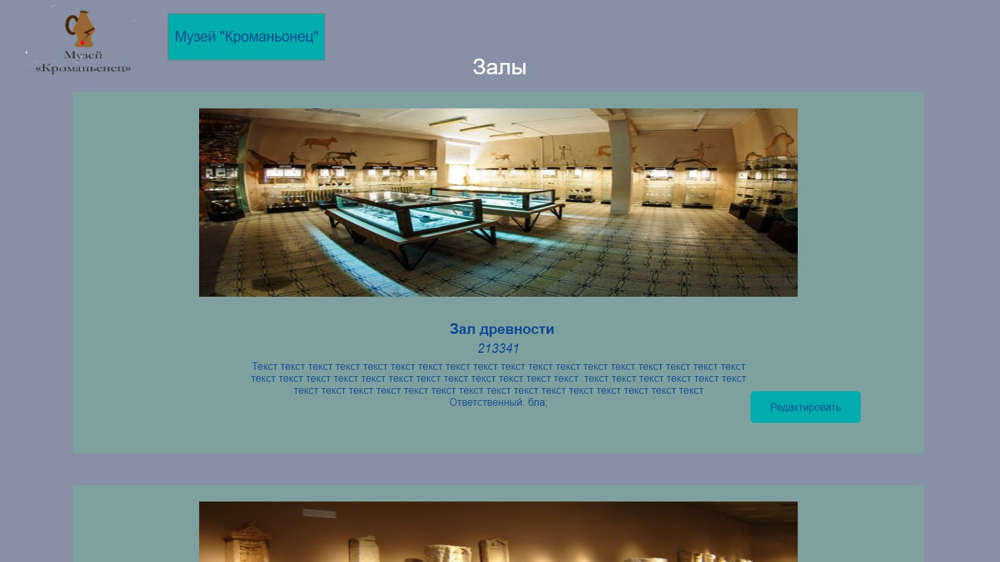 Музей
«Кроманьенец»
Музей "Кроманьонец"
Залы
Зал древности
213341
Текст текст текст текст текст текст текст текст текст текст текст текст текст текст текст текст текст текст
текст текст текст текст текст текст текст текст текст текст текст текст  текст текст текст текст текст текст
текст текст текст текст текст текст текст текст текст текст текст текст текст текст текст
Ответственный: бла;
Редактировать